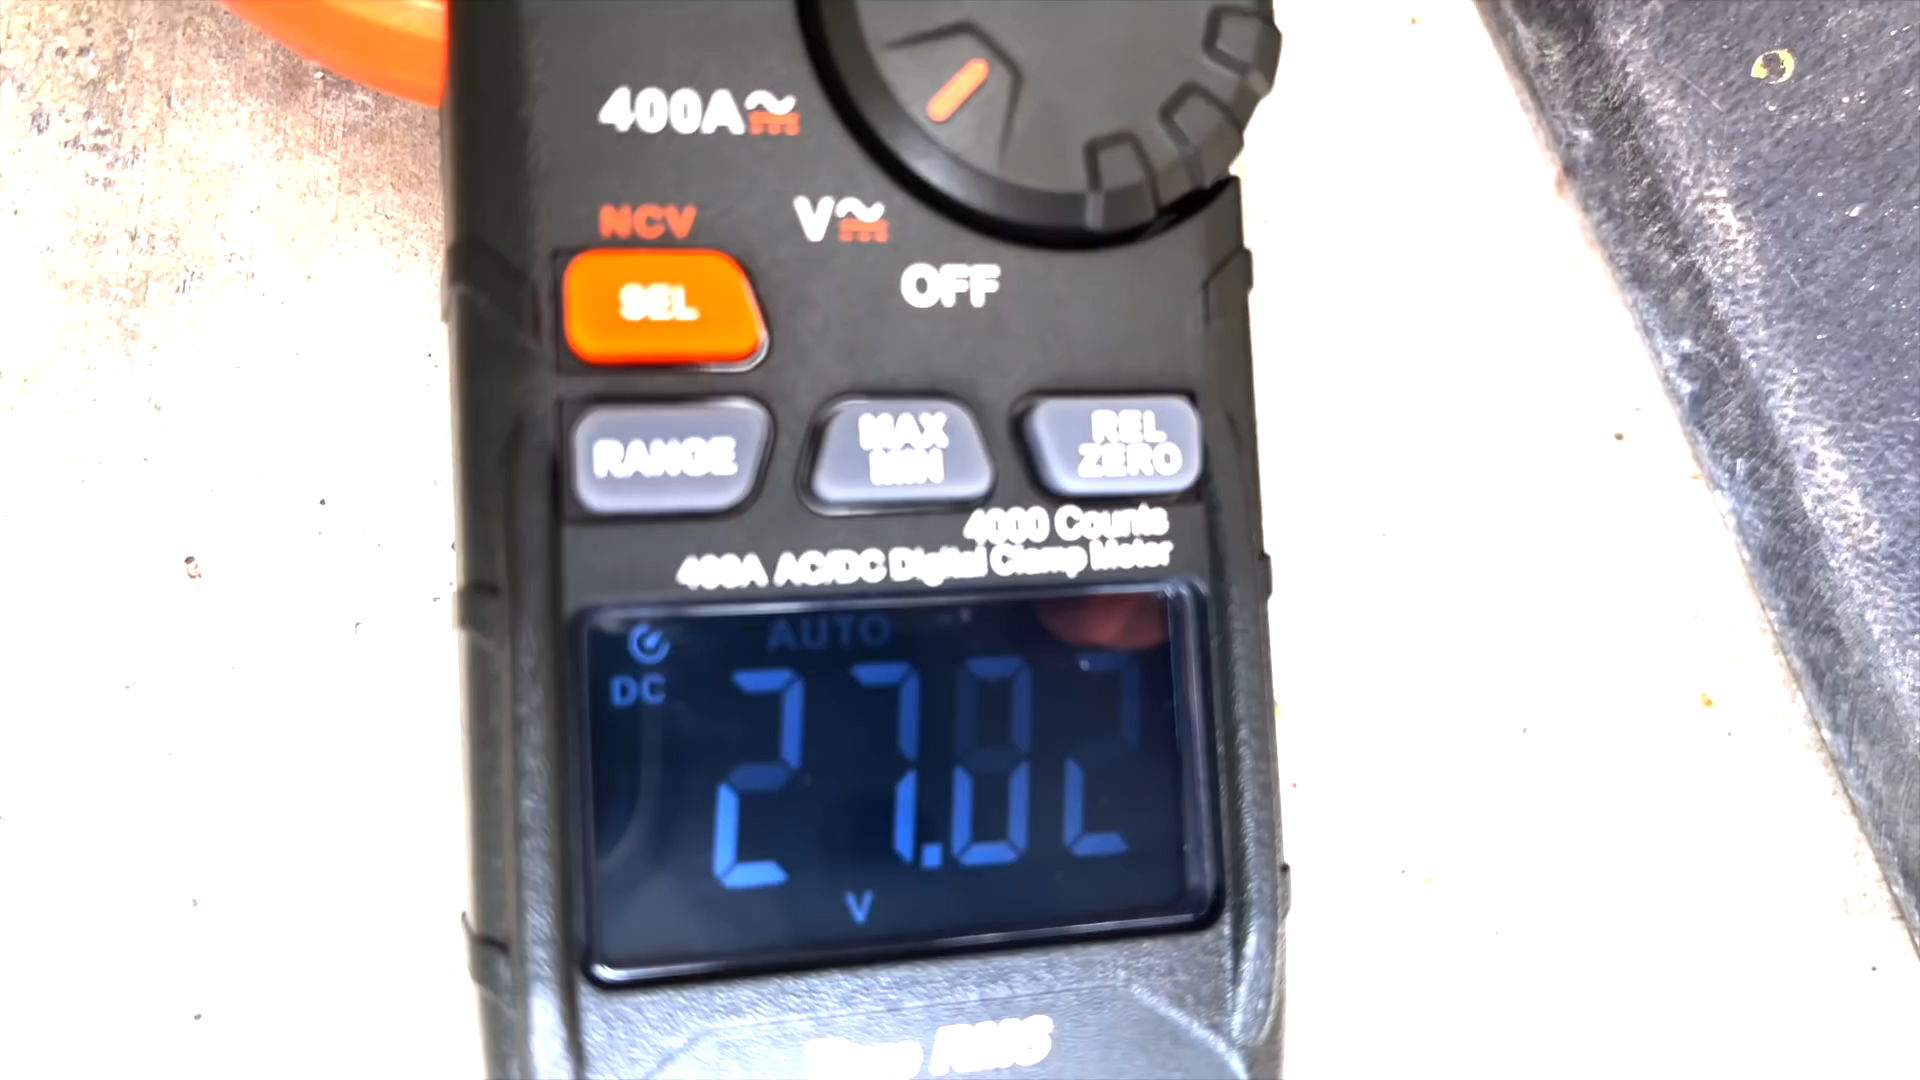 400A
NCV
V
OFF
SEL
RANGE
MAX
MIN
REL
ZERO
4000 Counts
400A AC/DC Digital Clamp Meter
AUTO
DC
27.82
V
RMS